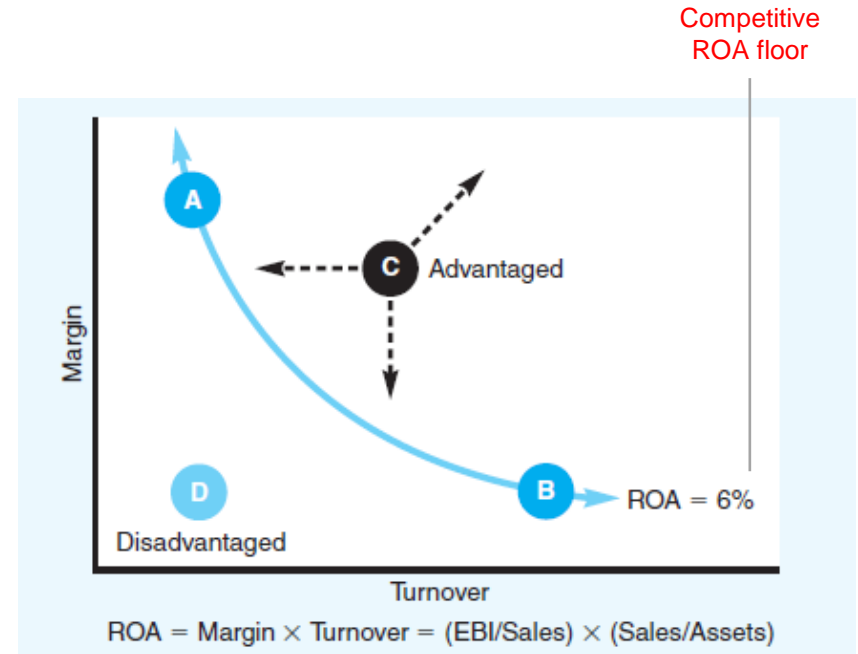 Competitive
ROA floor
A
C Advantaged
Margin
D
B
ROA = 6%
Disadvantaged
Turnover
ROA = Margin × Turnover = (EBI/Sales) × (Sales/Assets)